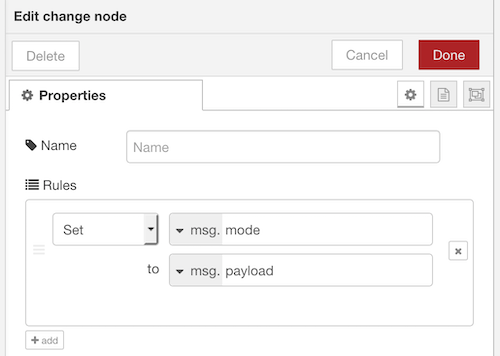 Edit change node
Delete
Cancel
Done
Properties
Name
Name
Rules
Set
msg. mode
to
msg. payload
add